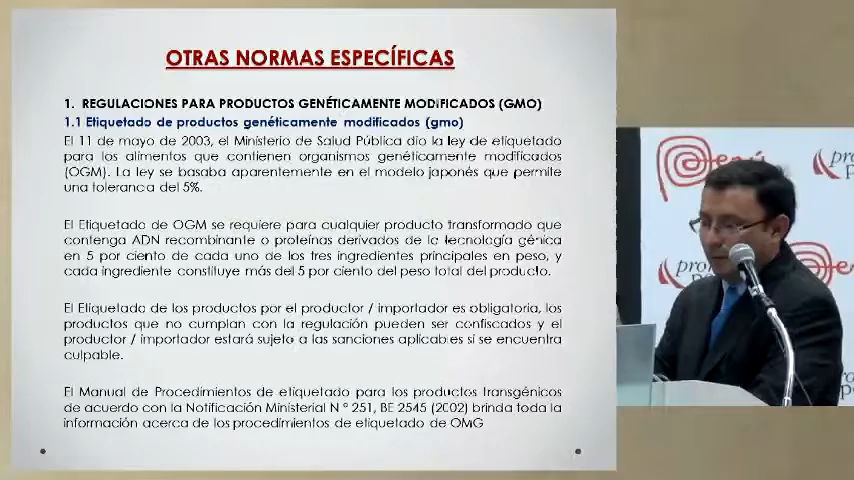 OTRAS NORMAS ESPECÍFICAS
1. REGULACIONES PARA PRODUCTOS GENÉTICAMENTE MODIFICADOS (GMO)
1.1 Etiquetado de productos genéticamente modificados (gmo)
El 11 de mayo de 2003, el Ministerio de Salud Pública dio la ley de etiquetado
para los alimentos que contienen organismos genéticamente modificados
(OGM). La ley se basaba aparentemente en el modelo japonés que permite
una tolerancia del 5%.
El Etiquetado de OGM se requiere para cualquier producto transformado que
contenga ADN recombinante o proteínas derivados de la tecnología génica
en 5 por ciento de cada uno de los tres ingredientes principales en peso, y
cada ingrediente constituye más del 5 por ciento del peso total del producto.
El Etiquetado de los productos por el productor / importador es obligatoria, los
productos que no cumplan con la regulación pueden ser confiscados y el
productor / importador estará sujeto a las sanciones aplicables si se encuentra
culpable.
El Manual de Procedimientos de etiquetado para los productos transgénicos
de acuerdo con la Notificación Ministerial N º 251, BE 2545 (2002) brinda toda la
información acerca de los procedimientos de etiquetado de OMG
Perú